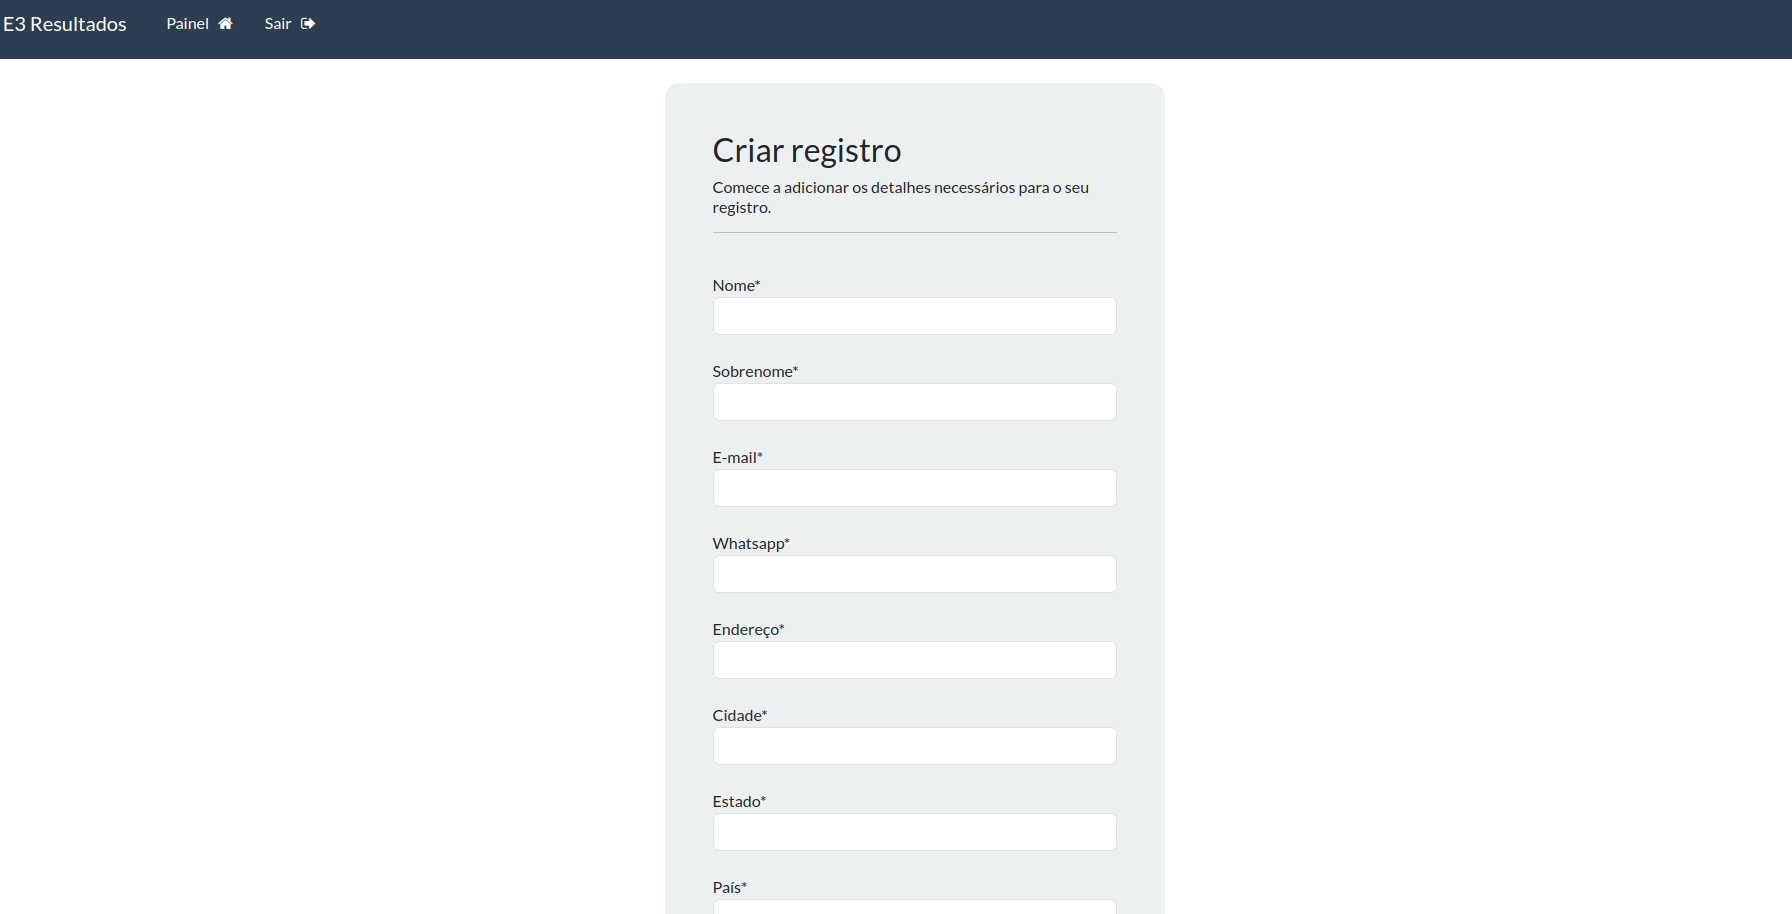 E3 Resultados Painel Sair
Criar registro
Comece a adicionar os detalhes necessários para o seu
registro.
Nome*
Sobrenome*
E-mail*
Whatsapp*
Endereço*
Cidade*
Estado*
País*